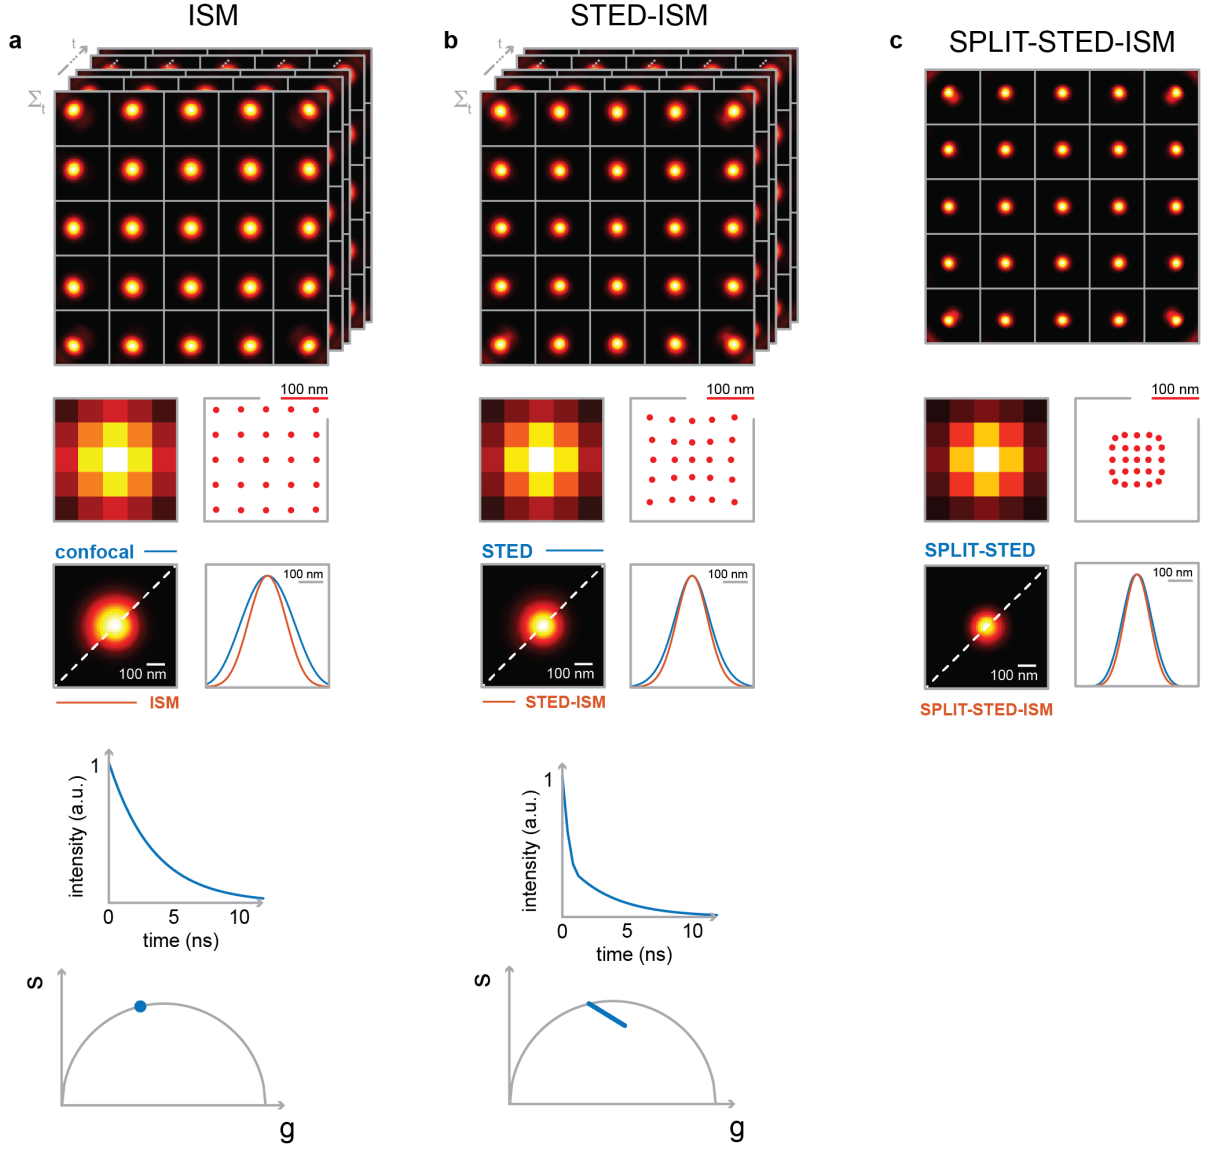 ISM
STED-ISM
SPLIT-STED-ISM
a
b
c
t
Σt
t
Σt
100 nm
100 nm
100 nm
confocal
STED
SPLIT-STED
100 nm
100 nm
100 nm
100 nm
100 nm
100 nm
ISM
STED-ISM
SPLIT-STED-ISM
1
intensity (a.u.)
0 5 10
time (ns)
1
intensity (a.u.)
0 5 10
time (ns)
s
g
s
g